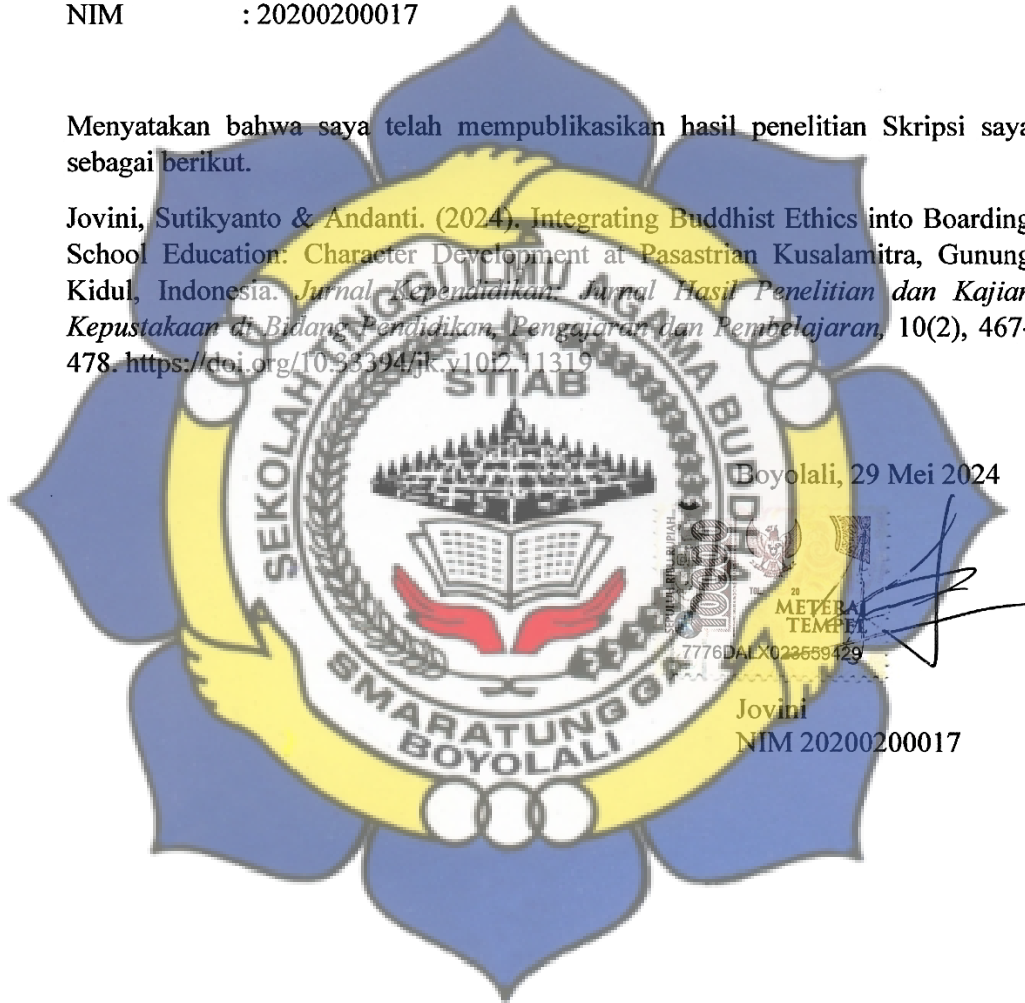 NIM : 20200200017
Menyatakan bahwa saya telah mempublikasikan hasil penelitian Skripsi saya
sebagai berikut.
Jovini, Sutikyanto & Andanti. (2024). Integrating Buddhist Ethics into Boarding
School Education: Character Development at Pasastrian Kusalamitra, Gunung
Kidul, Indonesia. Jurnal Kependidikan: Jurnal Hasil Penelitian dan Kajian
Kepustakaan di Bidang Pendidikan, Pengajaran dan Pembelajaran, 10(2), 467-
478. https://doi.org/10.33394/jk.v10i2.11319
SEKOLAH TINGGI ILMU AGAMA BUDDHA
STIAB
SMARATUNGGA
BOYOLALI
Boyolali, 29 Mei 2024
10000
TGL. 20
METERAI
TEMPEL
7776DALX023559429
Jovini
NIM 20200200017